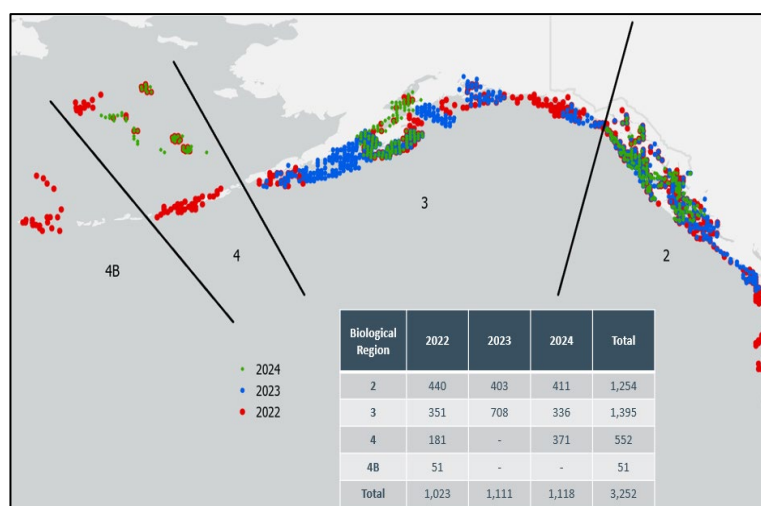 3
4
2
4B
2024
2023
2022
Biological Region 2022 2023 2024 Total
2 440 403 411 1,254
3 351 708 336 1,395
4 181 - 371 552
4B 51 - - 51
Total 1,023 1,111 1,118 3,252